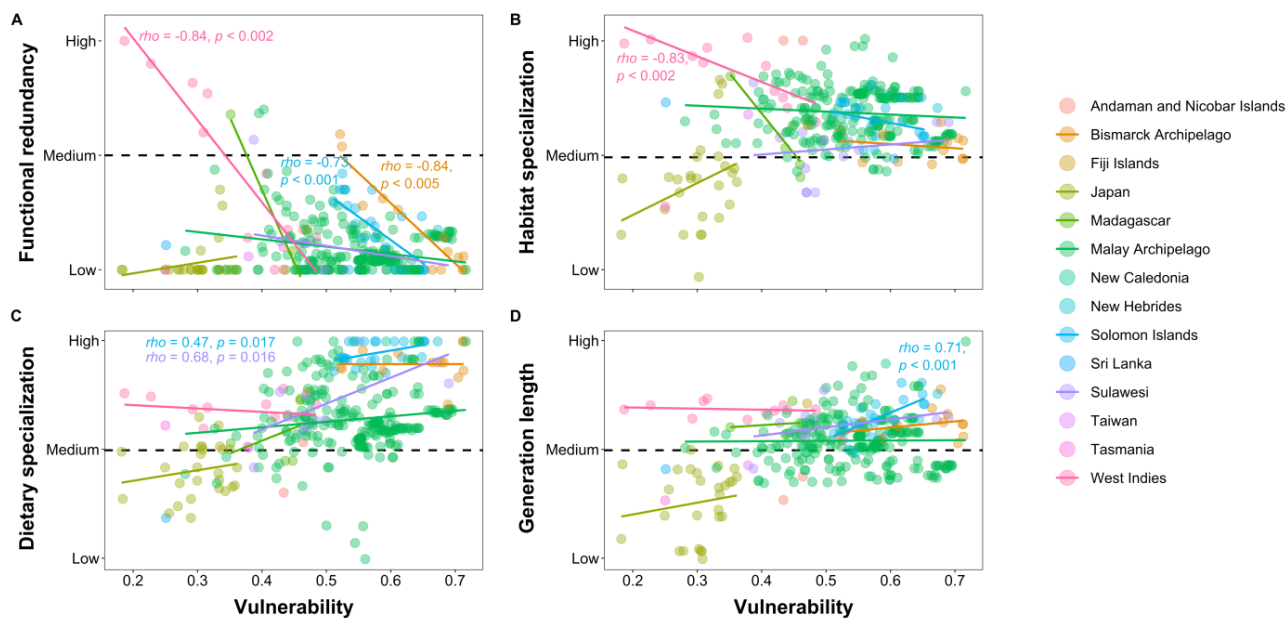 A
Functional redundancy
High
Medium
Low
rho = -0.84, p < 0.002
rho = -0.73,
p < 0.001
rho = -0.84,
p < 0.005
B
Habitat specialization
High
Medium
Low
rho = -0.83,
p < 0.002
C
Dietary specialization
High
Medium
Low
rho = 0.47, p = 0.017
rho = 0.68, p = 0.016
0.2 0.3 0.4 0.5 0.6 0.7
Vulnerability
D
Generation length
High
Medium
Low
rho = 0.71,
p < 0.001
0.2 0.3 0.4 0.5 0.6 0.7
Vulnerability
Andaman and Nicobar Islands
Bismarck Archipelago
Fiji Islands
Japan
Madagascar
Malay Archipelago
New Caledonia
New Hebrides
Solomon Islands
Sri Lanka
Sulawesi
Taiwan
Tasmania
West Indies